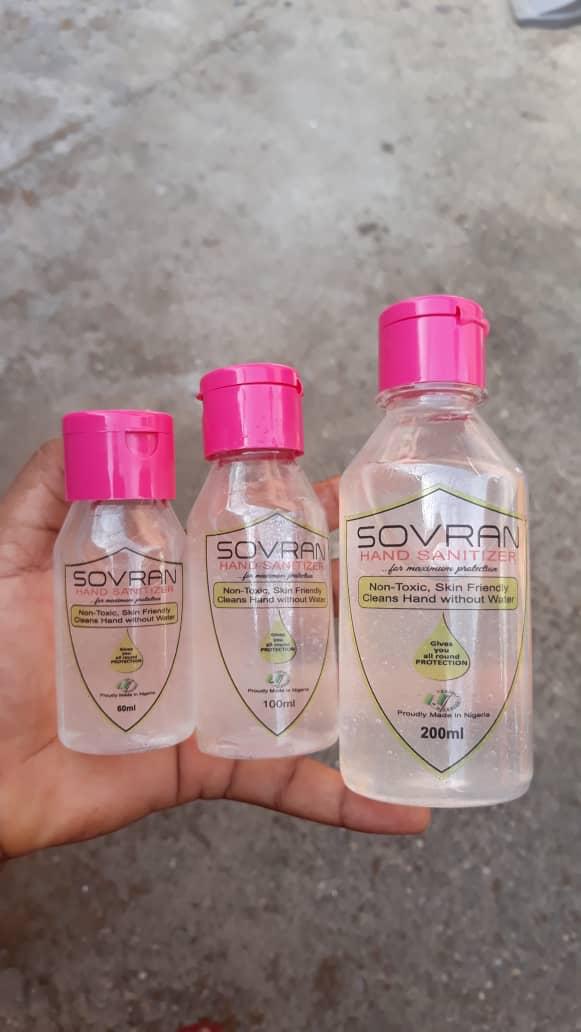 SOVRAN
HAND SANITIZER
...for maximum protection
Non-Toxic, Skin Friendly
Cleans Hand without Water
Gives
you
all round
PROTECTION
Proudly Made in Nigeria
60ml
SOVRAN
HAND SANITIZER
...for maximum protection
Non-Toxic, Skin Friendly
Cleans Hand without Water
Gives
you
all round
PROTECTION
Proudly Made in Nigeria
100ml
SOVRAN
HAND SANITIZER
...for maximum protection
Non-Toxic, Skin Friendly
Cleans Hand without Water
Gives
you
all round
PROTECTION
Proudly Made in Nigeria
200ml